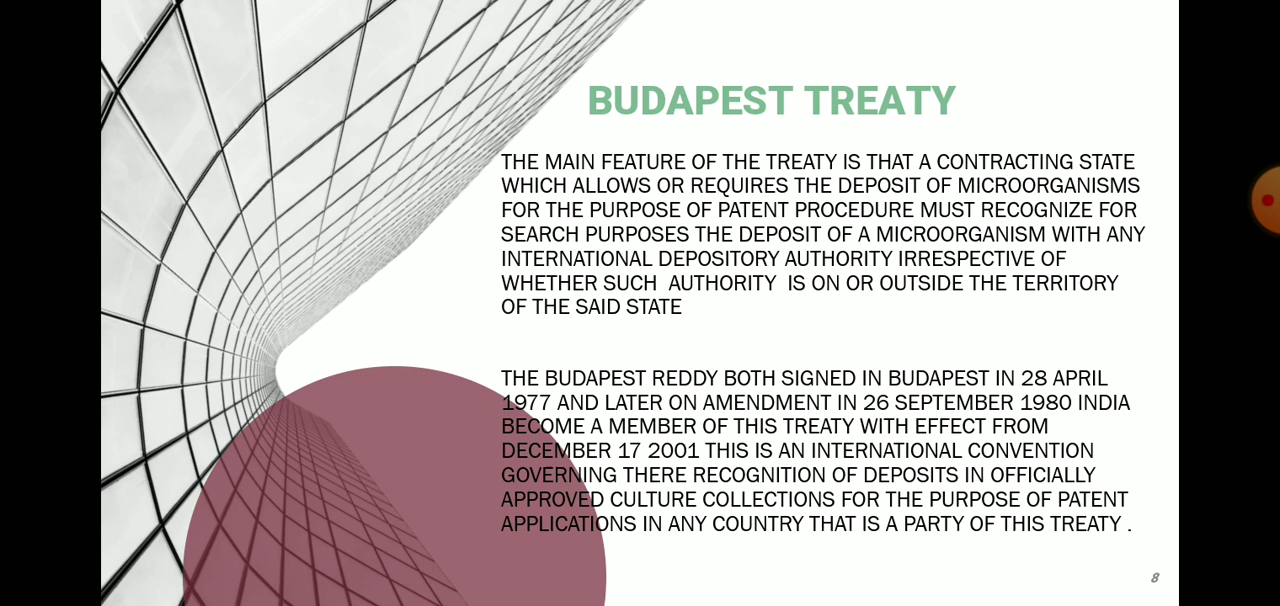 BUDAPEST TREATY
THE MAIN FEATURE OF THE TREATY IS THAT A CONTRACTING STATE
WHICH ALLOWS OR REQUIRES THE DEPOSIT OF MICROORGANISMS
FOR THE PURPOSE OF PATENT PROCEDURE MUST RECOGNIZE FOR
SEARCH PURPOSES THE DEPOSIT OF A MICROORGANISM WITH ANY
INTERNATIONAL DEPOSITORY AUTHORITY IRRESPECTIVE OF
WHETHER SUCH  AUTHORITY  IS ON OR OUTSIDE THE TERRITORY
OF THE SAID STATE
THE BUDAPEST REDDY BOTH SIGNED IN BUDAPEST IN 28 APRIL
1977 AND LATER ON AMENDMENT IN 26 SEPTEMBER 1980 INDIA
BECOME A MEMBER OF THIS TREATY WITH EFFECT FROM
DECEMBER 17 2001 THIS IS AN INTERNATIONAL CONVENTION
GOVERNING THERE RECOGNITION OF DEPOSITS IN OFFICIALLY
APPROVED CULTURE COLLECTIONS FOR THE PURPOSE OF PATENT
APPLICATIONS IN ANY COUNTRY THAT IS A PARTY OF THIS TREATY .
8